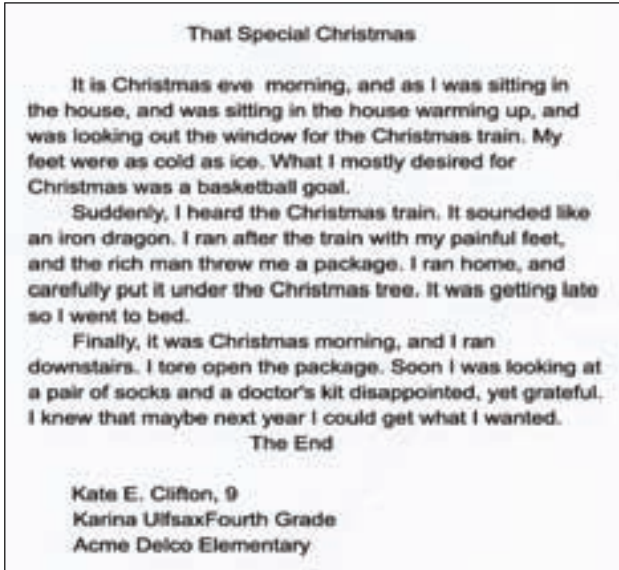 That Special Christmas
It is Christmas eve morning, and as I was sitting in
the house, and was sitting in the house warming up, and
was looking out the window for the Christmas train. My
feet were as cold as ice. What I mostly desired for
Christmas was a basketball goal.
Suddenly, I heard the Christmas train. It sounded like
an iron dragon. I ran after the train with my painful feet,
and the rich man threw me a package. I ran home, and
carefully put it under the Christmas tree. It was getting late
so I went to bed.
Finally, it was Christmas morning, and I ran
downstairs. I tore open the package. Soon I was looking at
a pair of socks and a doctor's kit disappointed, yet grateful.
I knew that maybe next year I could get what I wanted.
The End
Kate E. Clifton, 9
Karina UlfsaxFourth Grade
Acme Delco Elementary